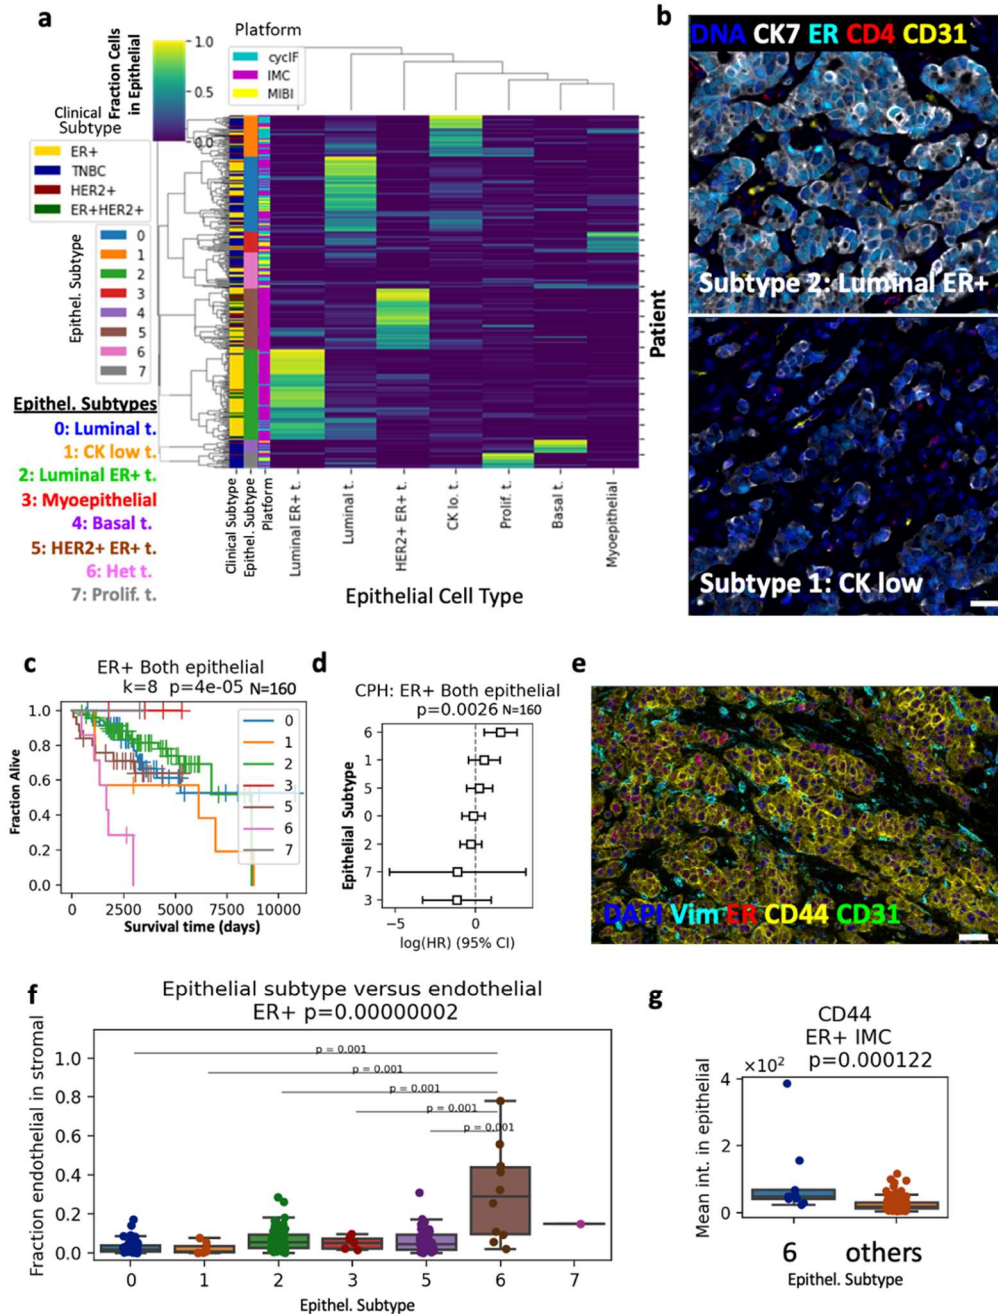 a
Platform
cycIF
IMC
MIBI
Fraction Cells
in Epithelial
1.0
0.5
0.0
Clinical
Subtype
ER+
TNBC
HER2+
ER+HER2+
Epithel. Subtype
0
1
2
3
4
5
6
7
Epithel. Subtypes
0: Luminal t.
1: CK low t.
2: Luminal ER+ t.
3: Myoepithelial
4: Basal t.
5: HER2+ ER+ t.
6: Het t.
7: Prolif. t.
Patient
Clinical Subtype
Epithel. Subtype
Platform
Luminal ER+ t.
Luminal t.
HER2+ ER+ t.
CK lo. t.
Prolif. t.
Basal t.
Myoepithelial
Epithelial Cell Type
b
DNA CK7 ER CD4 CD31
Subtype 2: Luminal ER+
Subtype 1: CK low
c
ER+ Both epithelial
k=8 p=4e-05 N=160
Fraction Alive
1.0
0.8
0.6
0.4
0.2
0.0
0
1
2
3
5
6
7
0 2500 5000 7500 10000
Survival time (days)
d
CPH: ER+ Both epithelial
p=0.0026 N=160
Epithelial Subtype
6
1
5
0
2
7
3
−5 0
log(HR) (95% CI)
e
DAPI Vim ER CD44 CD31
f
Epithelial subtype versus endothelial
ER+ p=0.00000002
Fraction endothelial in stromal
1.0
0.8
0.6
0.4
0.2
0.0
p = 0.001
p = 0.001
p = 0.001
p = 0.001
p = 0.001
0 1 2 3 5 6 7
Epithel. Subtype
g
CD44
ER+ IMC
p=0.000122
×10²
Mean int. in epithelial
4
2
0
6 others
Epithel. Subtype